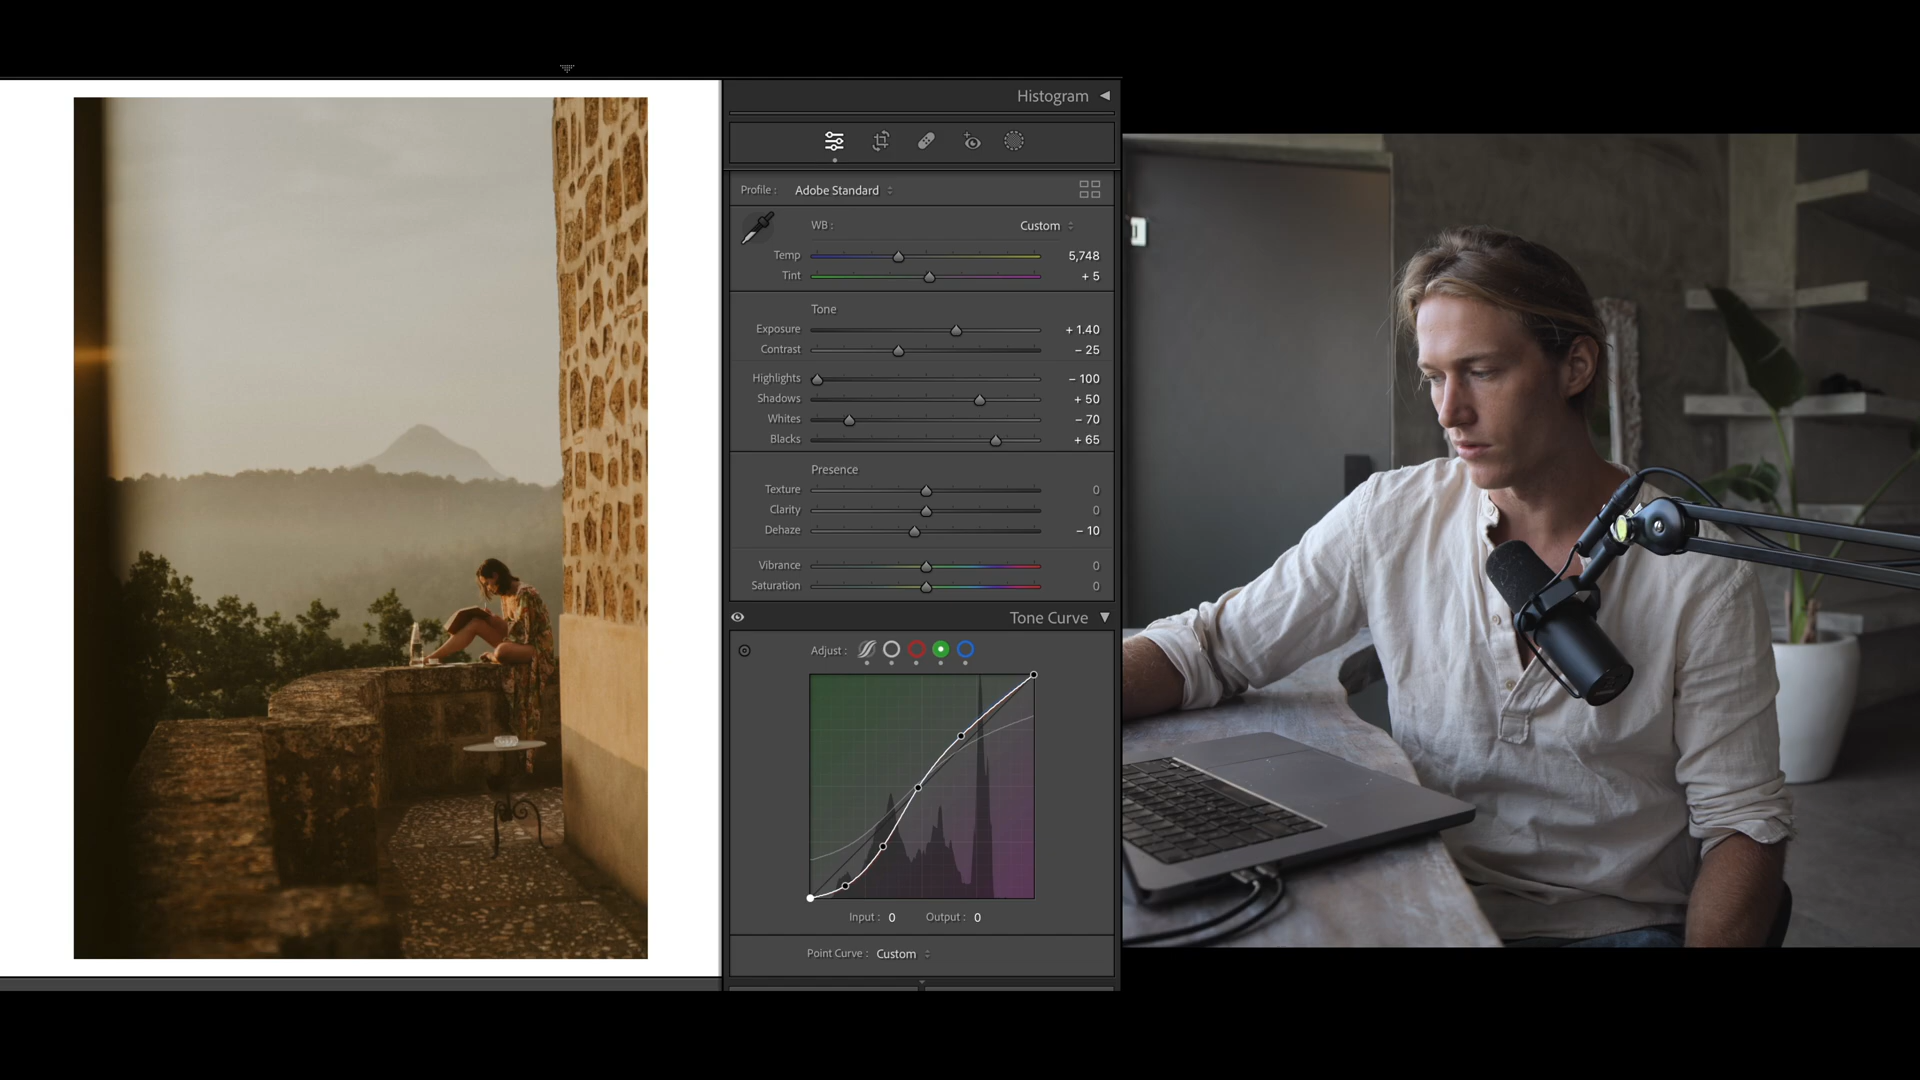 Histogram
Profile : Adobe Standard
WB : Custom
Temp 5,748
Tint + 5
Tone
Exposure + 1.40
Contrast − 25
Highlights − 100
Shadows + 50
Whites − 70
Blacks + 65
Presence
Texture 0
Clarity 0
Dehaze − 10
Vibrance 0
Saturation 0
Tone Curve
Adjust :
Input : 0 Output : 0
Point Curve : Custom